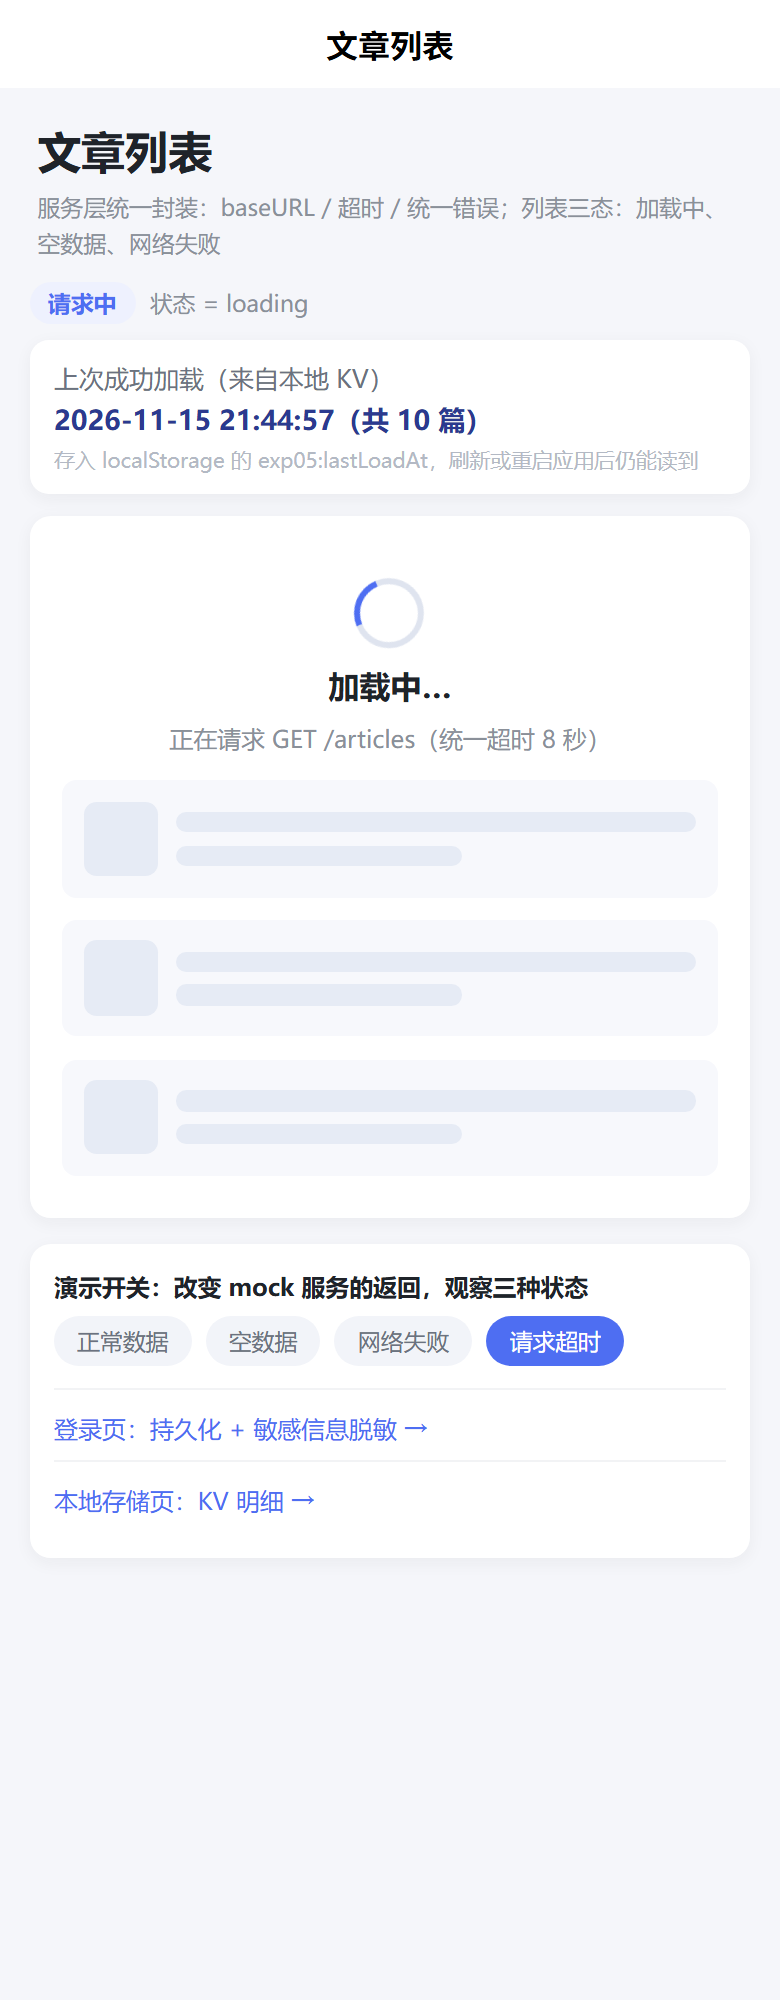 文章列表
文章列表
服务层统一封装：baseURL / 超时 / 统一错误；列表三态：加载中、
空数据、网络失败
请求中 状态 = loading
上次成功加载（来自本地 KV）
2026-11-15 21:44:57（共 10 篇）
存入 localStorage 的 exp05:lastLoadAt，刷新或重启应用后仍能读到
加载中...
正在请求 GET /articles（统一超时 8 秒）
演示开关：改变 mock 服务的返回，观察三种状态
正常数据 空数据 网络失败 请求超时
登录页：持久化 + 敏感信息脱敏 →
本地存储页：KV 明细 →